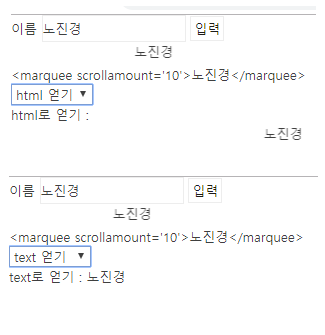 이름 노진경 입력
노진경
<marquee scrollamount='10'>노진경</marquee>
html 얻기 ▼
html로 얻기 :
노진경
이름 노진경 입력
노진경
<marquee scrollamount='10'>노진경</marquee>
text 얻기 ▼
text로 얻기 : 노진경